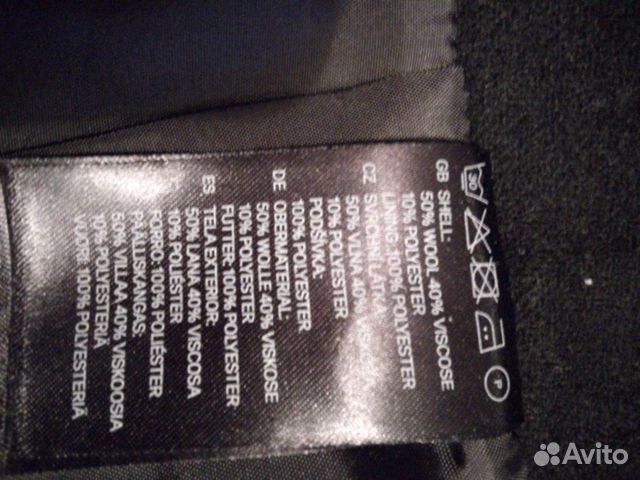 30
P
GB SHELL:
50% WOOL 40% VISCOSE
10% POLYESTER
LINING: 100% POLYESTER
CZ SVRCHNÍ LÁTKA:
50% VLNA 40%
10% POLYESTER
PODŠÍVKA:
100% POLYESTER
DE OBERMATERIAL:
50% WOLLE 40% VISKOSE
10% POLYESTER
FUTTER: 100% POLYESTER
ES TELA EXTERIOR:
50% LANA 40% VISCOSA
10% POLIÉSTER
FORRO: 100% POLIÉSTER
PÄÄLLISKANGAS:
50% VILLAA 40% VISKOOSIA
10% POLYESTERIÄ
VUORI: 100% POLYESTERIÄ
Avito